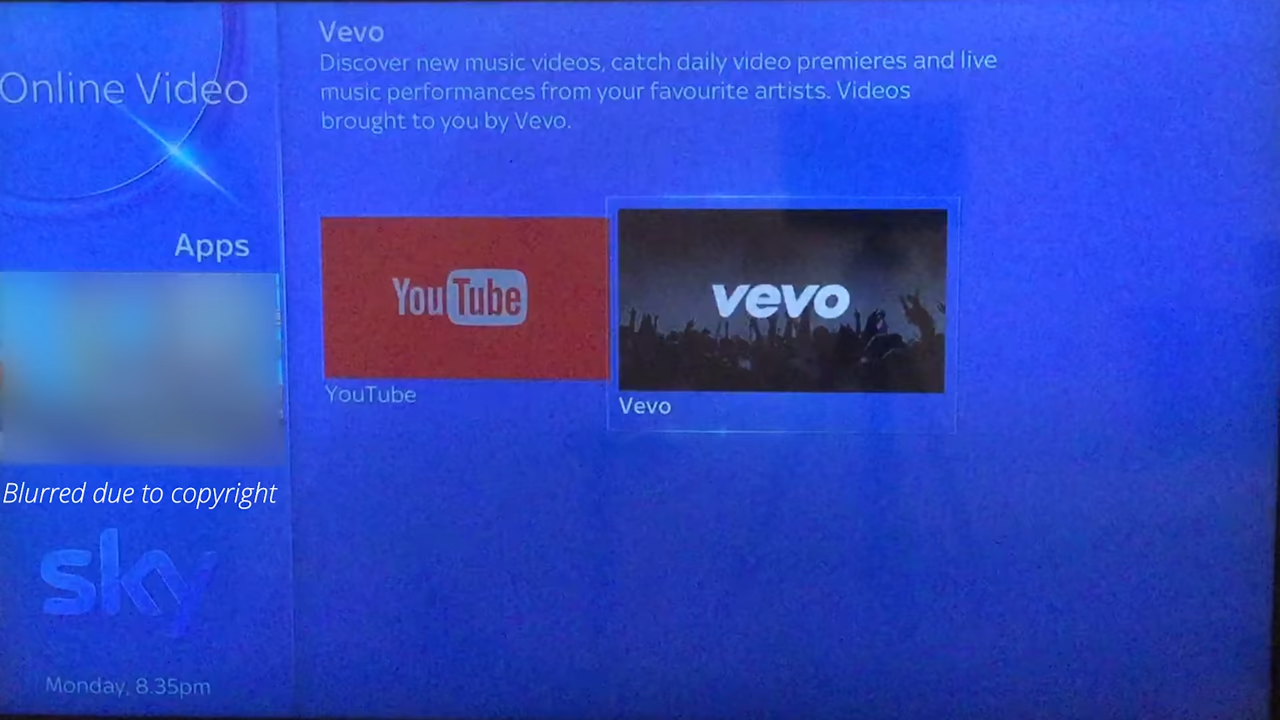 Vevo
Discover new music videos, catch daily video premieres and live
music performances from your favourite artists. Videos
brought to you by Vevo.
Online Video
Apps
YouTube
YouTube
vevo
Vevo
Blurred due to copyright
sky
Monday, 8.35pm